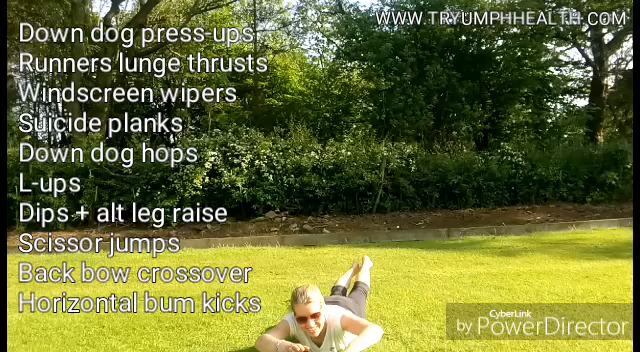 WWW.TRYUMPHHEALTH.COM
Down dog press-ups
Runners lunge thrusts
Windscreen wipers
Suicide planks
Down dog hops
L-ups
Dips + alt leg raise
Scissor jumps
Back bow crossover
Horizontal bum kicks
CyberLink
by PowerDirector